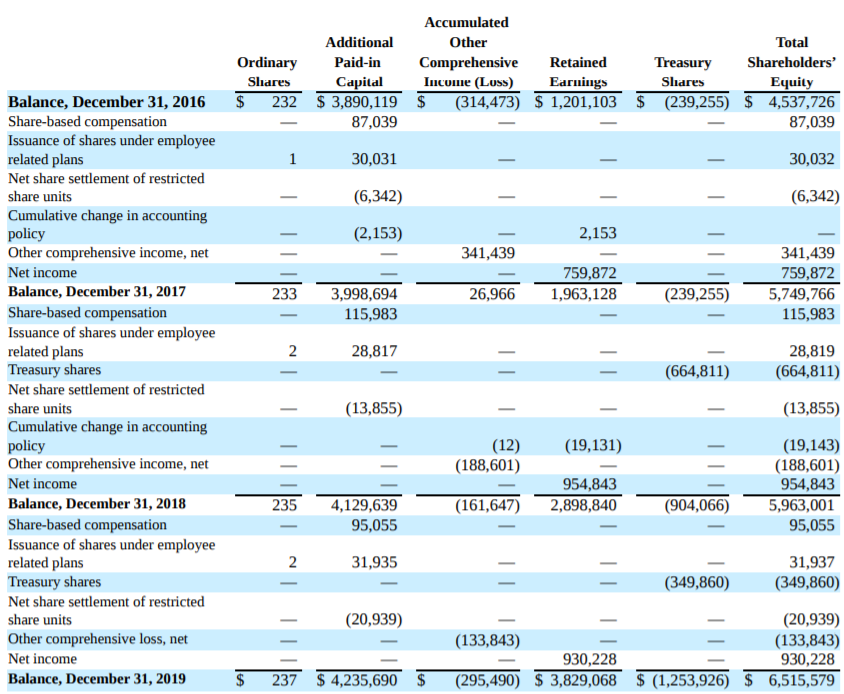 Accumulated
Additional Other Total
Ordinary Paid-in Comprehensive Retained Treasury Shareholders’
Shares Capital Income (Loss) Earnings Shares Equity
Balance, December 31, 2016 $ 232 $ 3,890,119 $ (314,473) $ 1,201,103 $ (239,255) $ 4,537,726
Share-based compensation — 87,039 — — — 87,039
Issuance of shares under employee
related plans 1 30,031 — — — 30,032
Net share settlement of restricted
share units — (6,342) — — — (6,342)
Cumulative change in accounting
policy — (2,153) — 2,153 — —
Other comprehensive income, net — — 341,439 — — 341,439
Net income — — — 759,872 — 759,872
Balance, December 31, 2017 233 3,998,694 26,966 1,963,128 (239,255) 5,749,766
Share-based compensation — 115,983 — — — 115,983
Issuance of shares under employee
related plans 2 28,817 — — — 28,819
Treasury shares — — — — (664,811) (664,811)
Net share settlement of restricted
share units — (13,855) — — — (13,855)
Cumulative change in accounting
policy — — (12) (19,131) — (19,143)
Other comprehensive income, net — — (188,601) — — (188,601)
Net income — — — 954,843 — 954,843
Balance, December 31, 2018 235 4,129,639 (161,647) 2,898,840 (904,066) 5,963,001
Share-based compensation — 95,055 — — — 95,055
Issuance of shares under employee
related plans 2 31,935 — — — 31,937
Treasury shares — — — — (349,860) (349,860)
Net share settlement of restricted
share units — (20,939) — — — (20,939)
Other comprehensive loss, net — — (133,843) — — (133,843)
Net income — — — 930,228 — 930,228
Balance, December 31, 2019 $ 237 $ 4,235,690 $ (295,490) $ 3,829,068 $ (1,253,926) $ 6,515,579